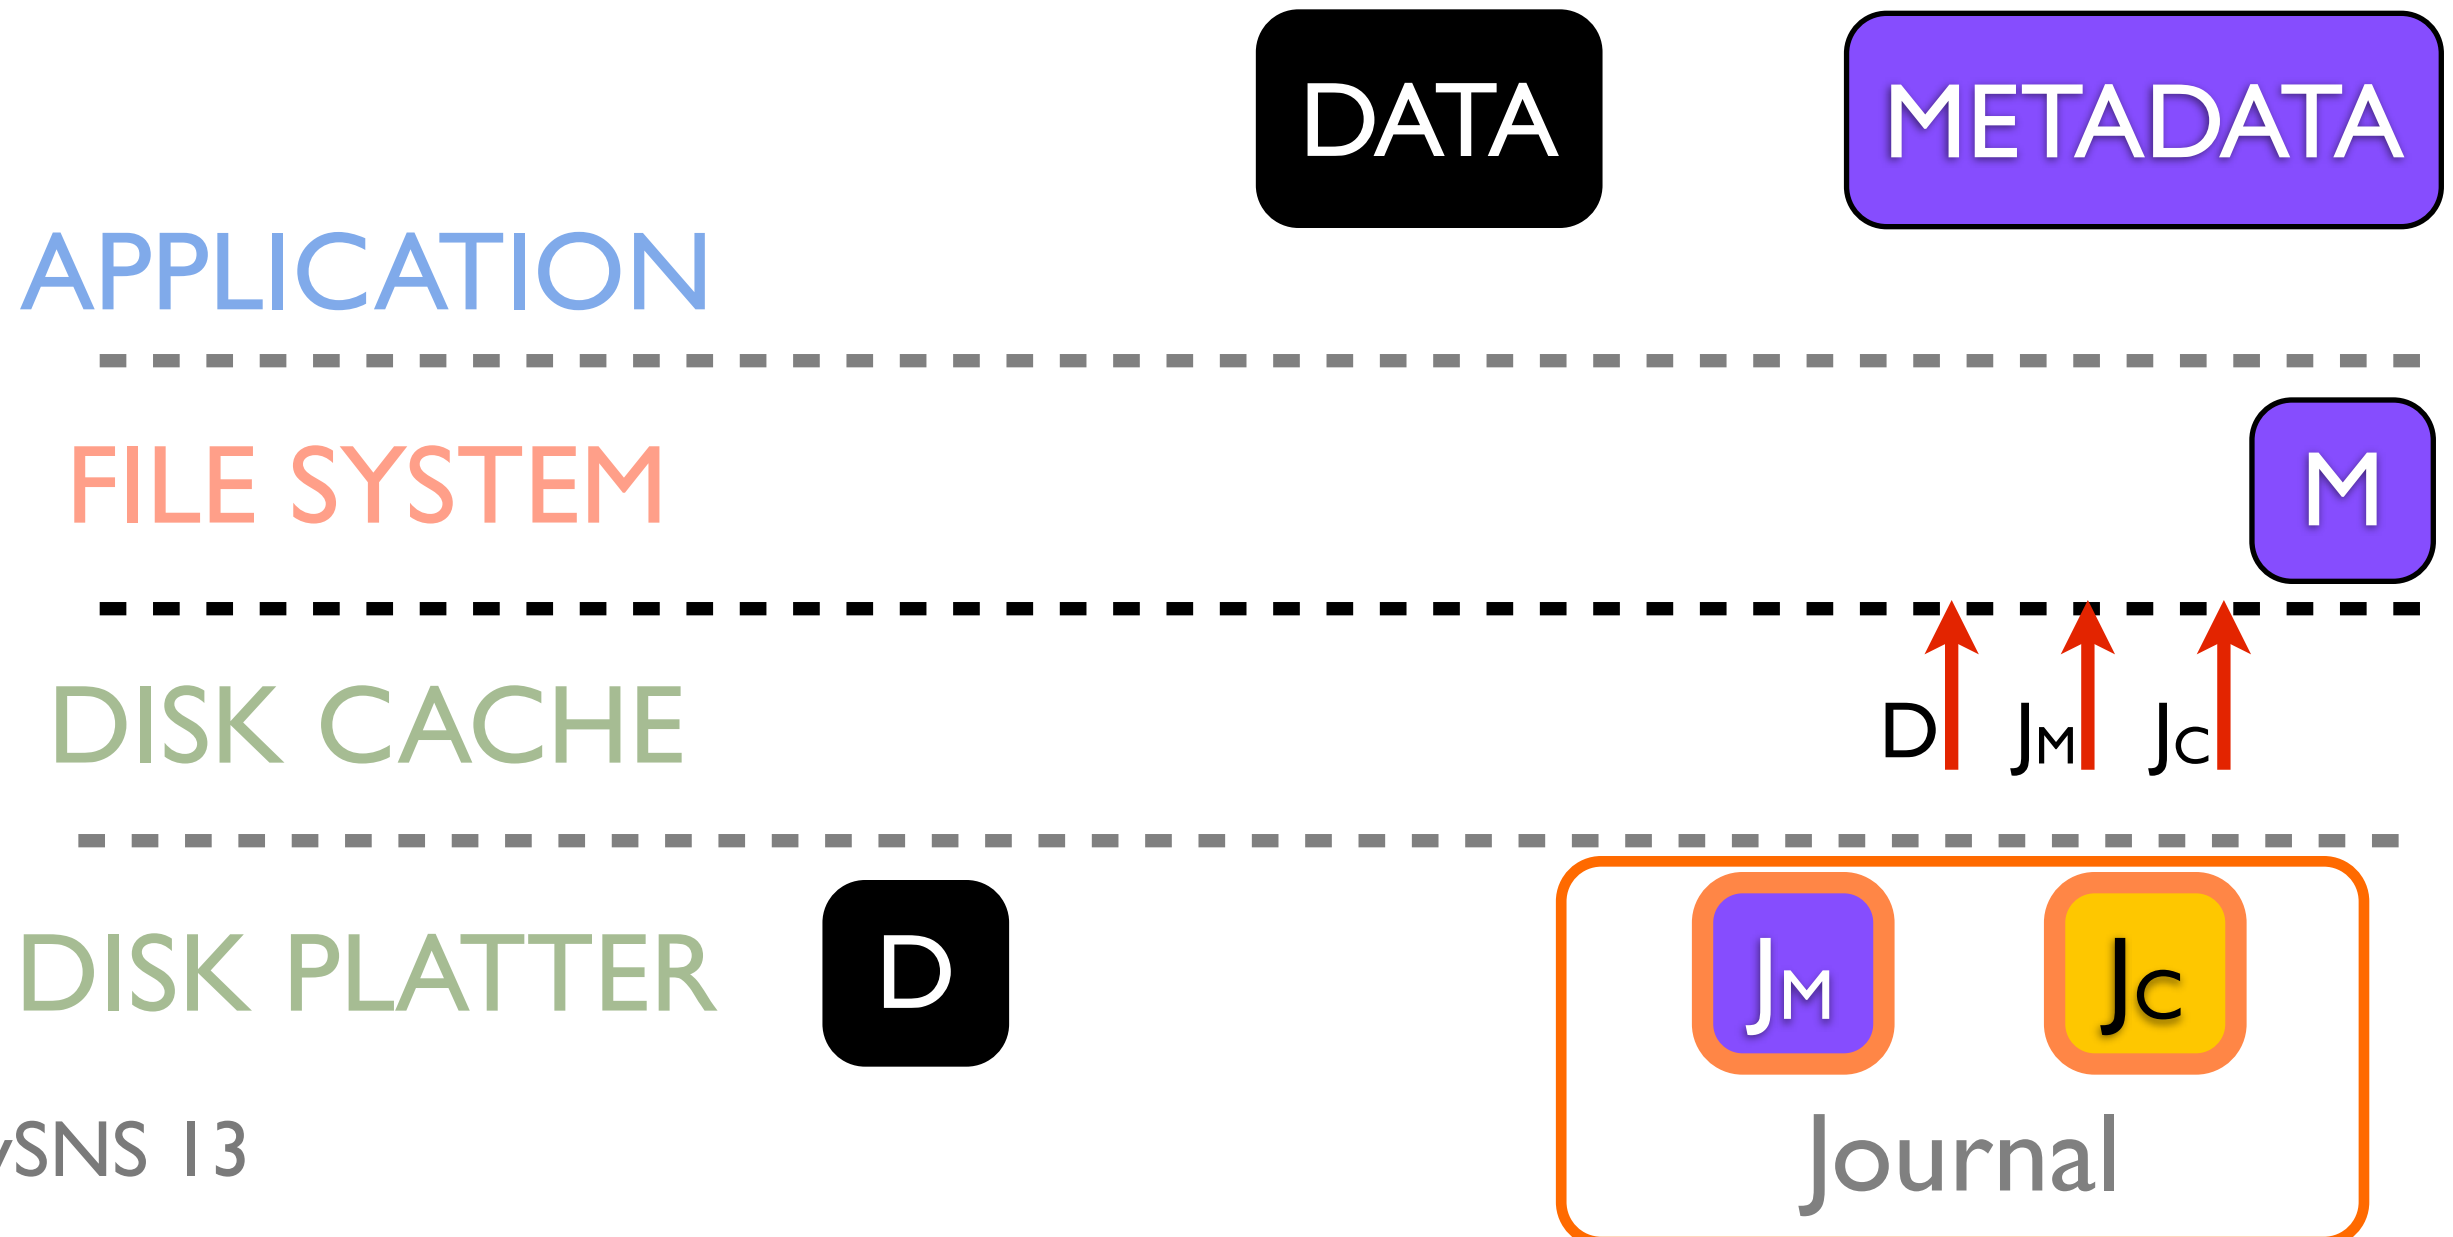 DATA METADATA
APPLICATION
FILE SYSTEM M
DISK CACHE D JM JC
DISK PLATTER D JM JC
SNS 13 Journal